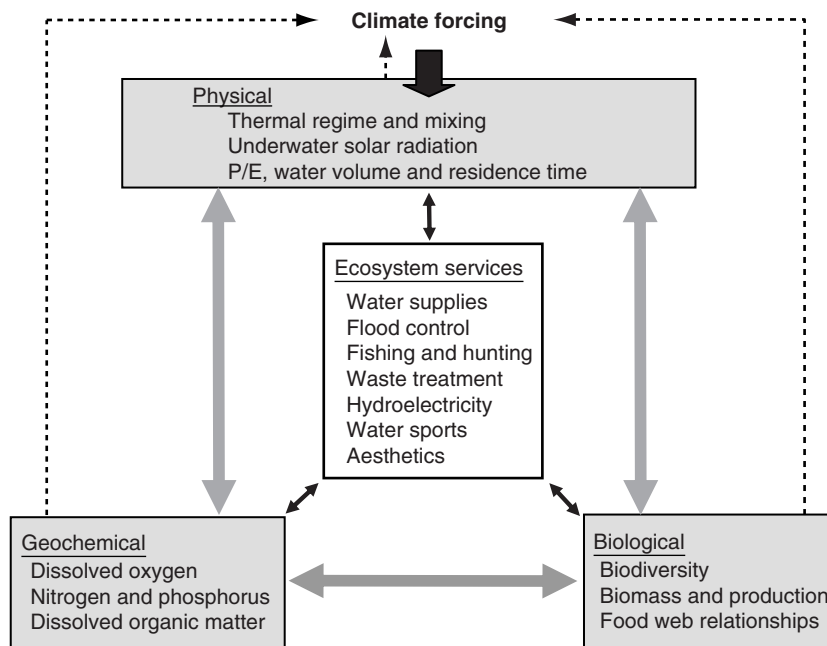 Climate forcing
Physical
Thermal regime and mixing
Underwater solar radiation
P/E, water volume and residence time
Ecosystem services
Water supplies
Flood control
Fishing and hunting
Waste treatment
Hydroelectricity
Water sports
Aesthetics
Geochemical
Dissolved oxygen
Nitrogen and phosphorus
Dissolved organic matter
Biological
Biodiversity
Biomass and production
Food web relationships